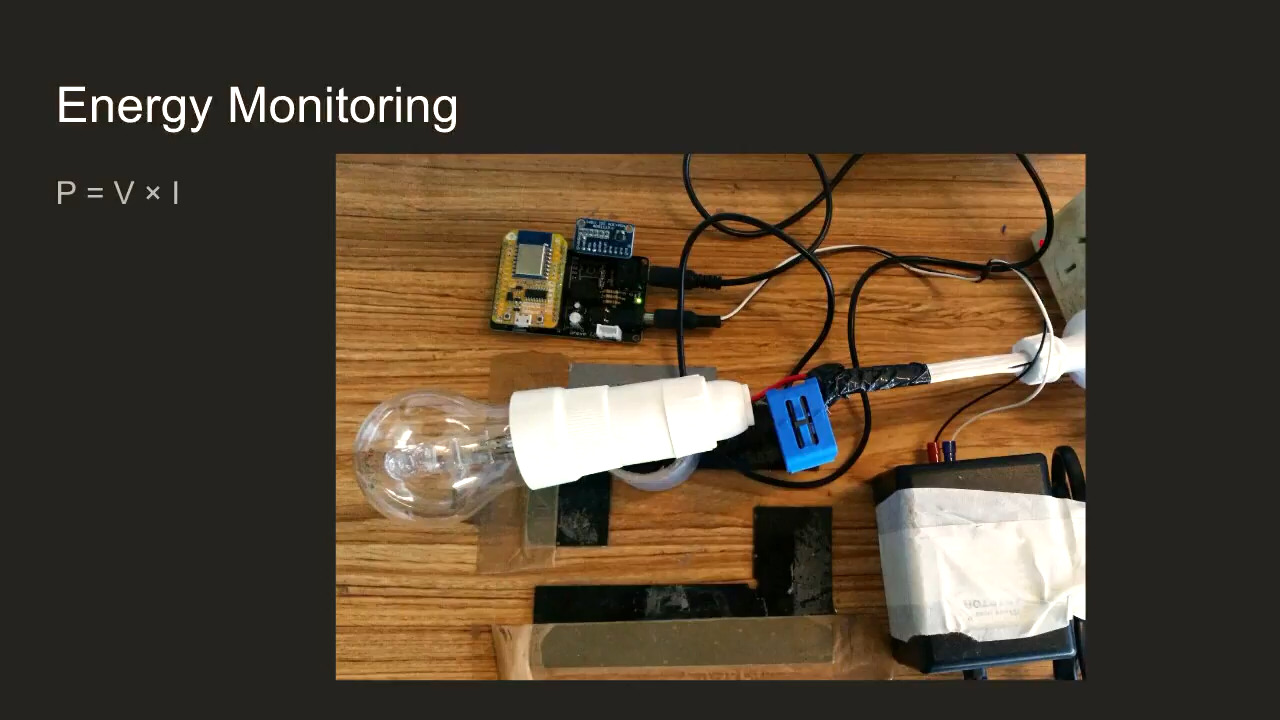 Energy Monitoring
P = V × I